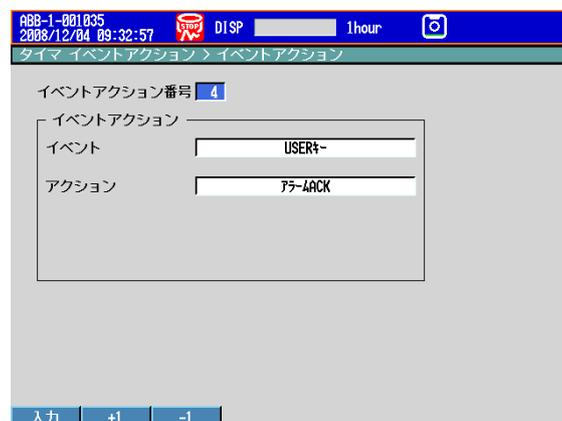 ABB-1-001035
2008/12/04 09:32:57 STOP DISP 1hour
タイマ イベントアクション > イベントアクション
イベントアクション番号 4
イベントアクション
イベント USERｷｰ
アクション ｱﾗｰﾑACK
入力 +1 -1